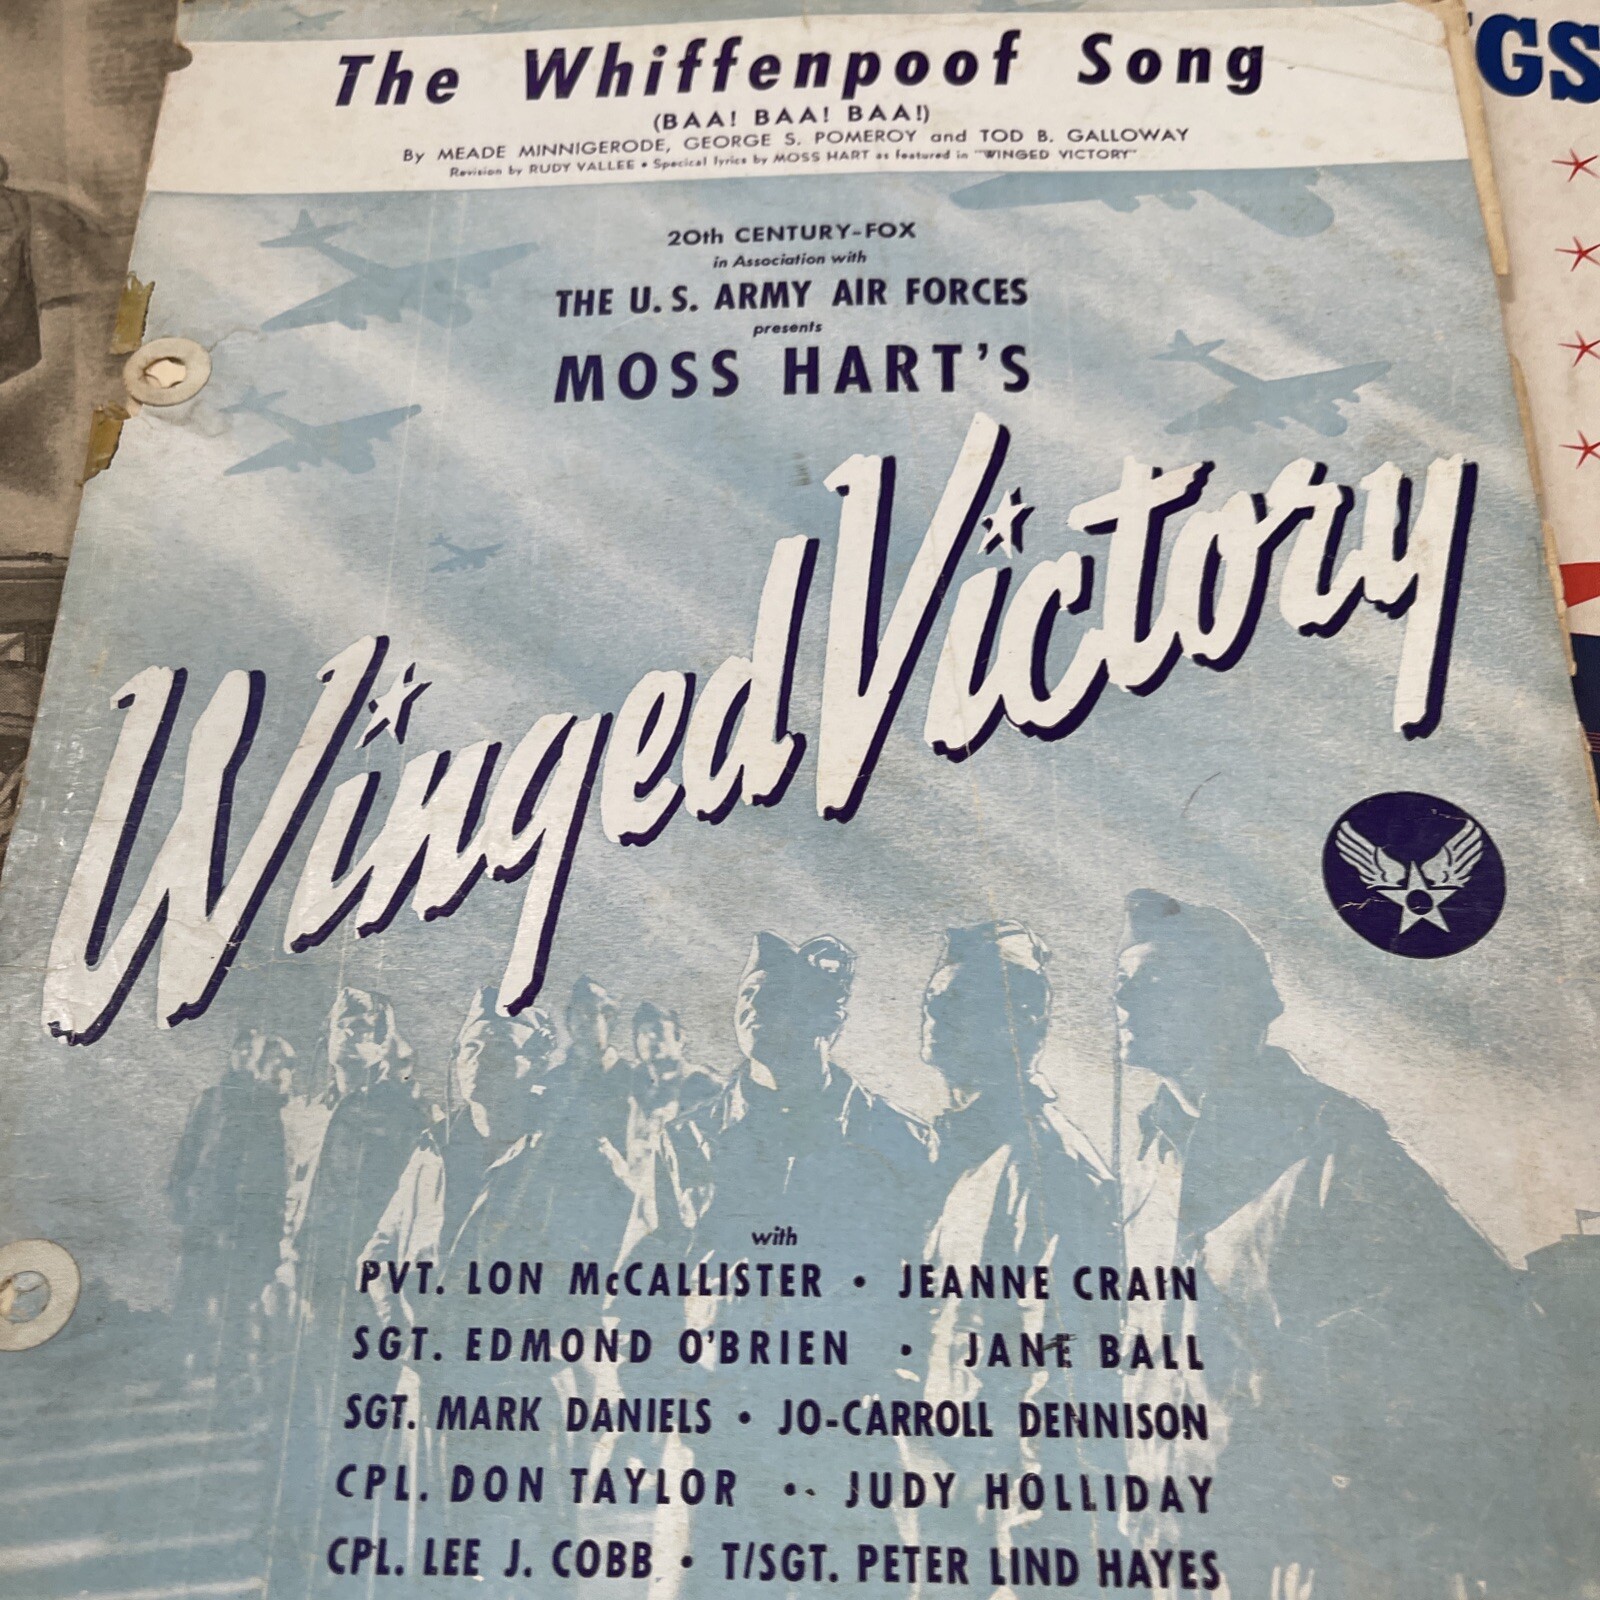 The Whiffenpoof Song
(BAA! BAA! BAA!)
By MEADE MINNIGERODE, GEORGE S. POMEROY and TOD B. GALLOWAY
Revision by RUDY VALLEE • Specical lyrics by MOSS HART as featured in "WINGED VICTORY"
20th CENTURY-FOX
in Association with
THE U. S. ARMY AIR FORCES
presents
MOSS HART'S
Winged Victory
with
PVT. LON McCALLISTER • JEANNE CRAIN
SGT. EDMOND O'BRIEN • JANE BALL
SGT. MARK DANIELS • JO-CARROLL DENNISON
CPL. DON TAYLOR • JUDY HOLLIDAY
CPL. LEE J. COBB • T/SGT. PETER LIND HAYES
GS